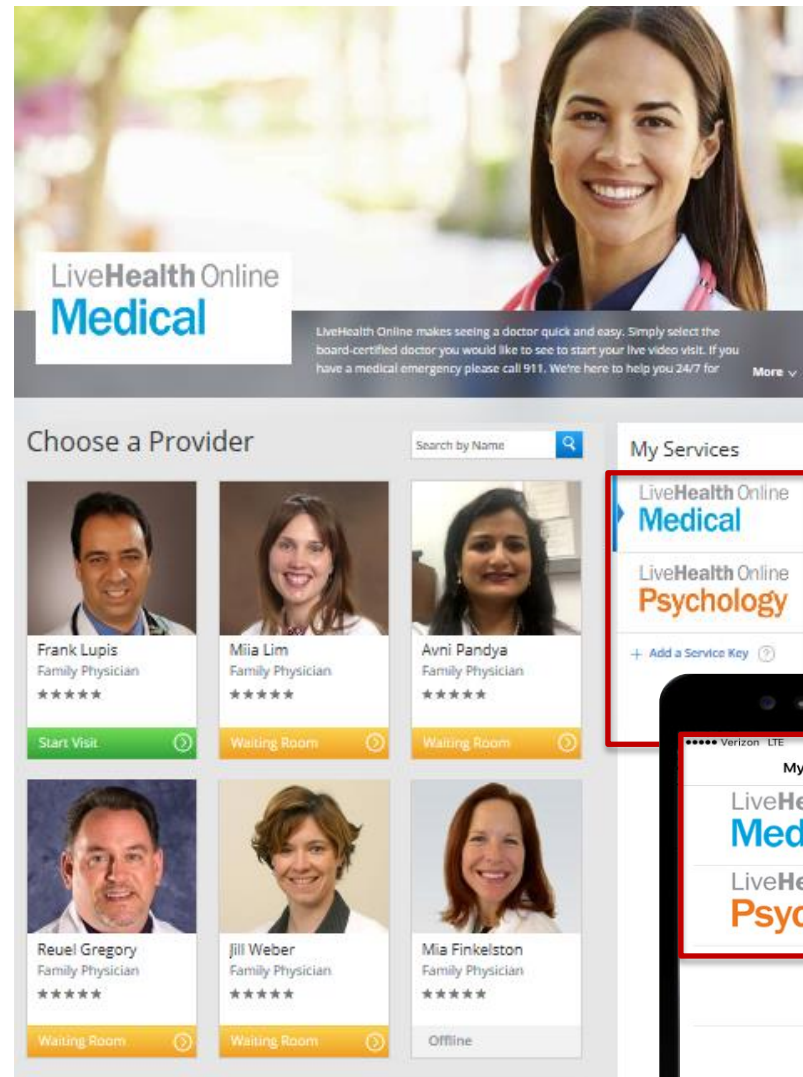 LiveHealth Online
Medical
LiveHealth Online makes seeing a doctor quick and easy. Simply select the
board-certified doctor you would like to see to start your live video visit. If you
have a medical emergency please call 911. We're here to help you 24/7 for
More
Choose a Provider
Search by Name
Frank Lupis
Family Physician
Start Visit
Miia Lim
Family Physician
Waiting Room
Avni Pandya
Family Physician
Waiting Room
Reuel Gregory
Family Physician
Waiting Room
Jill Weber
Family Physician
Waiting Room
Mia Finkelston
Family Physician
Offline
My Services
LiveHealth Online
Medical
LiveHealth Online
Psychology
+ Add a Service Key ?
Verizon LTE
My
LiveHe
Med
LiveHe
Psyc